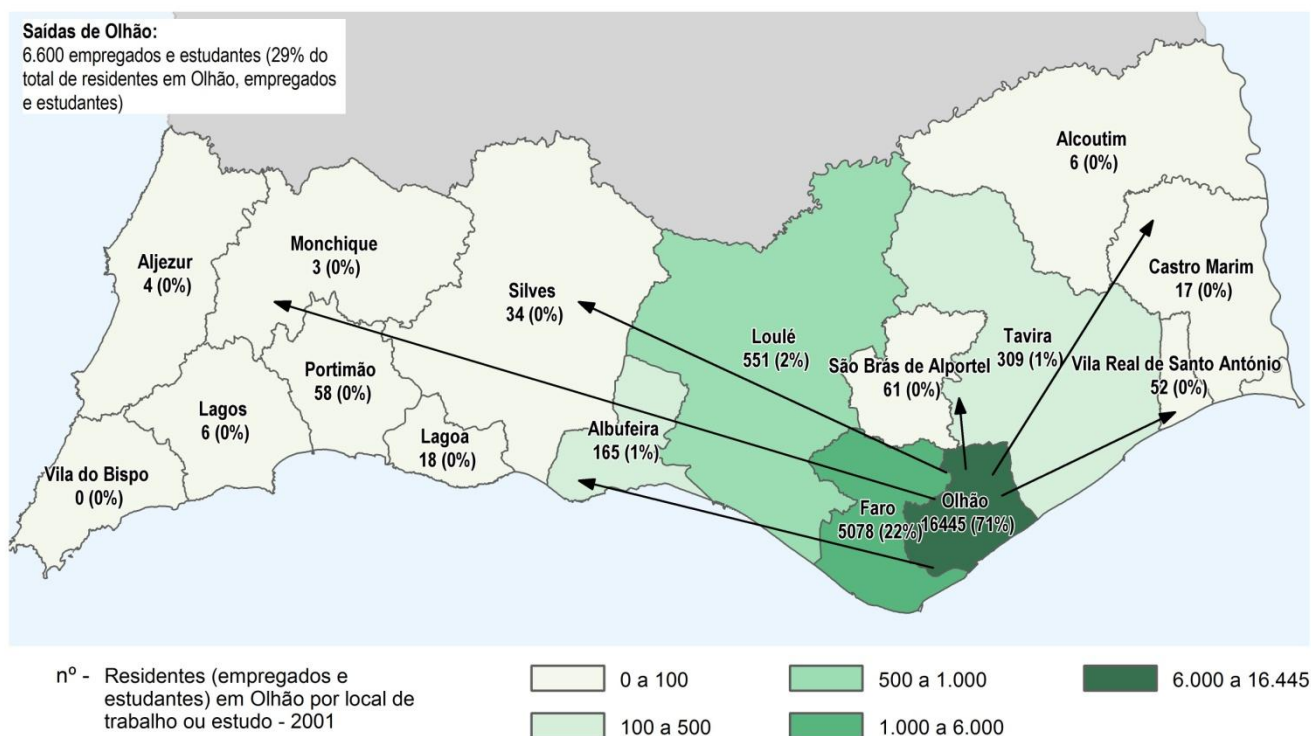 Saídas de Olhão:
6.600 empregados e estudantes (29% do
total de residentes em Olhão, empregados
e estudantes)
Alcoutim
6 (0%)
Aljezur
4 (0%)
Monchique
3 (0%)
Silves
34 (0%)
Castro Marim
17 (0%)
Loulé
551 (2%)
São Brás de Alportel
61 (0%)
Tavira
309 (1%)
Vila Real de Santo António
52 (0%)
Portimão
58 (0%)
Lagos
6 (0%)
Lagoa
18 (0%)
Albufeira
165 (1%)
Vila do Bispo
0 (0%)
Faro
5078 (22%)
Olhão
16445 (71%)
nº - Residentes (empregados e
estudantes) em Olhão por local de
trabalho ou estudo - 2001
0 a 100
100 a 500
500 a 1.000
1.000 a 6.000
6.000 a 16.445